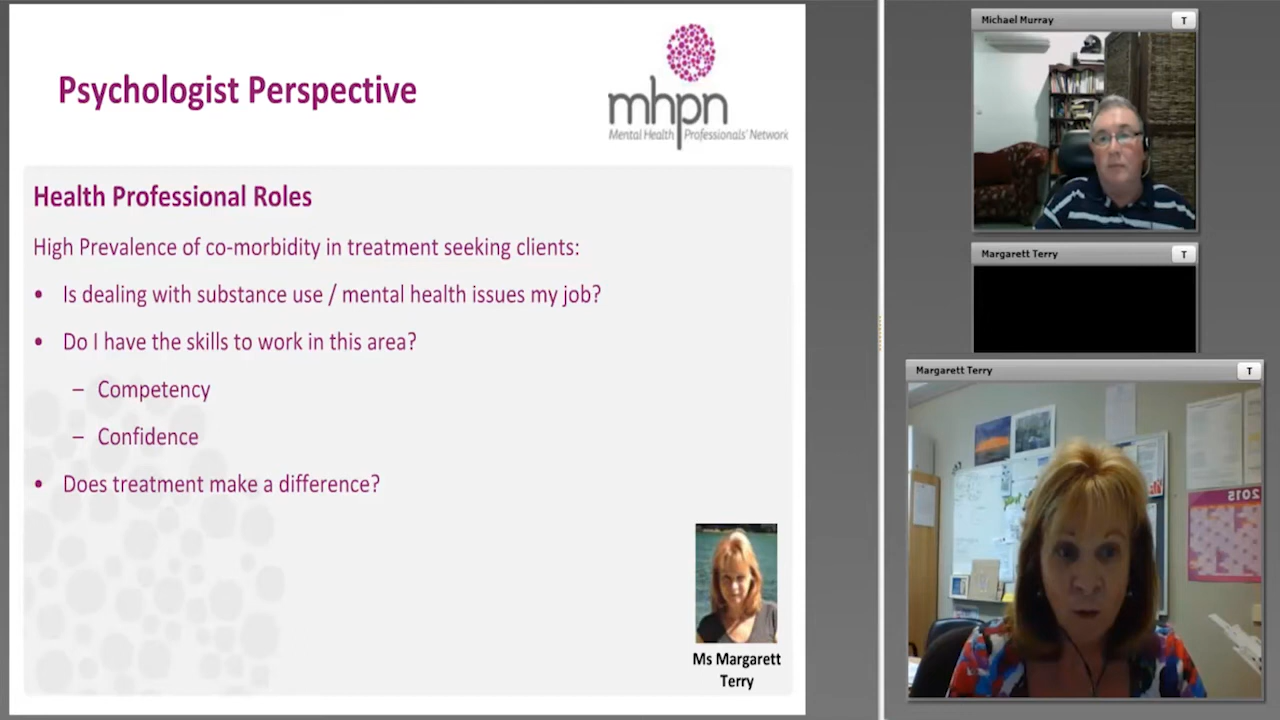 Psychologist Perspective
mhpn
Mental Health Professionals' Network
Health Professional Roles
High Prevalence of co-morbidity in treatment seeking clients:
• Is dealing with substance use / mental health issues my job?
• Do I have the skills to work in this area?
– Competency
– Confidence
• Does treatment make a difference?
Ms Margarett
Terry
Michael Murray
T
Margarett Terry
T
Margarett Terry
T
2015